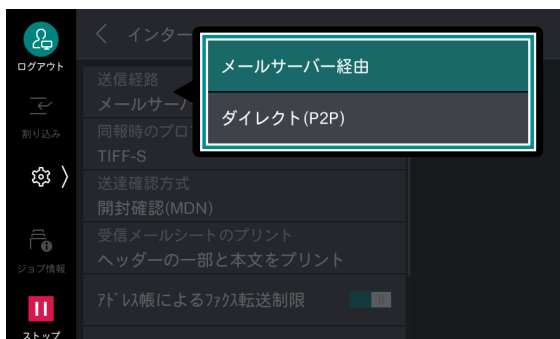 インター
ログアウト
メールサーバー経由
送信経路
メールサーバ
ダイレクト(P2P)
割り込み
同報時のプロ
TIFF-S
送達確認方式
開封確認(MDN)
受信メールシートのプリント
ヘッダーの一部と本文をプリント
ジョブ情報
ｱﾄﾞﾚｽ帳によるﾌｧｸｽ転送制限
ストップ